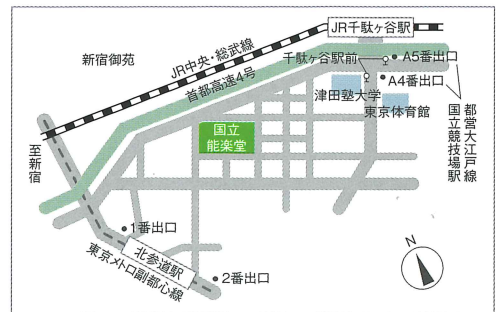 JR千駄ヶ谷駅
新宿御苑
JR中央・総武線
千駄ヶ谷駅前
A5番出口
首都高速4号
A4番出口
津田塾大学
東京体育館
都営大江戸線
国立競技場駅
国立
能楽堂
至新宿
1番出口
北参道駅
東京メトロ副都心線
2番出口
N